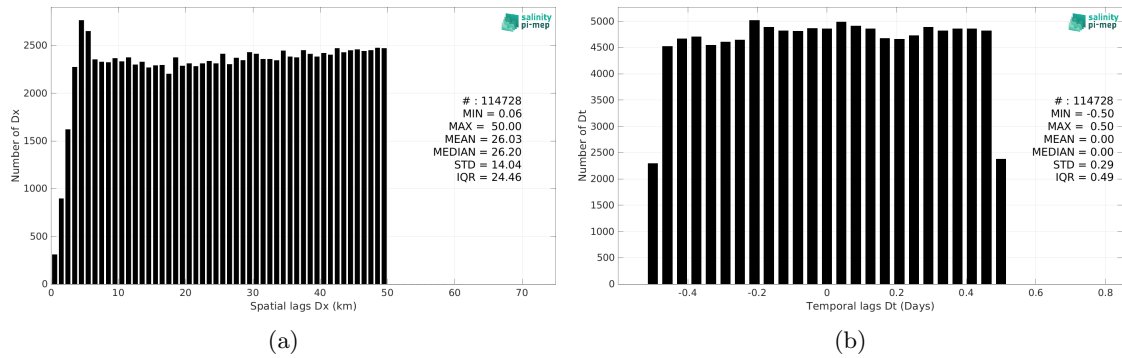 salinity
pi-mep
Number of Dx
2500
2000
1500
1000
500
0
# : 114728
MIN = 0.06
MAX = 50.00
MEAN = 26.03
MEDIAN = 26.20
STD = 14.04
IQR = 24.46
0 10 20 30 40 50 60 70
Spatial lags Dx (km)
(a)
salinity
pi-mep
Number of Dt
5000
4500
4000
3500
3000
2500
2000
1500
1000
500
0
# : 114728
MIN = -0.50
MAX = 0.50
MEAN = 0.00
MEDIAN = 0.00
STD = 0.29
IQR = 0.49
-0.4 -0.2 0 0.2 0.4 0.6 0.8
Temporal lags Dt (Days)
(b)